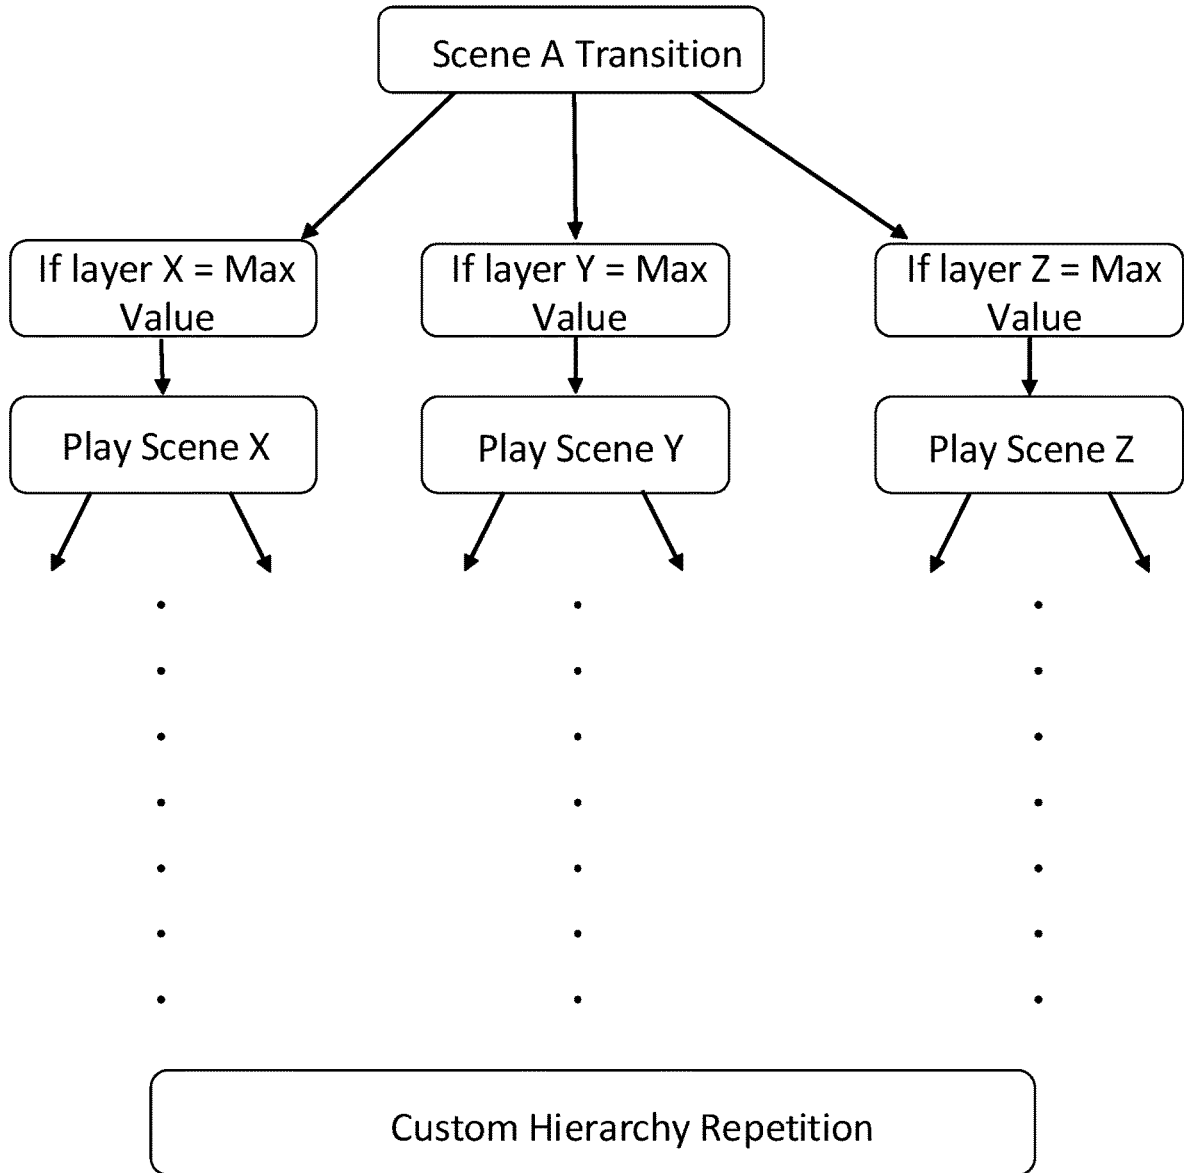 Scene A Transition
If layer X = Max
Value
If layer Y = Max
Value
If layer Z = Max
Value
Play Scene X
Play Scene Y
Play Scene Z
Custom Hierarchy Repetition